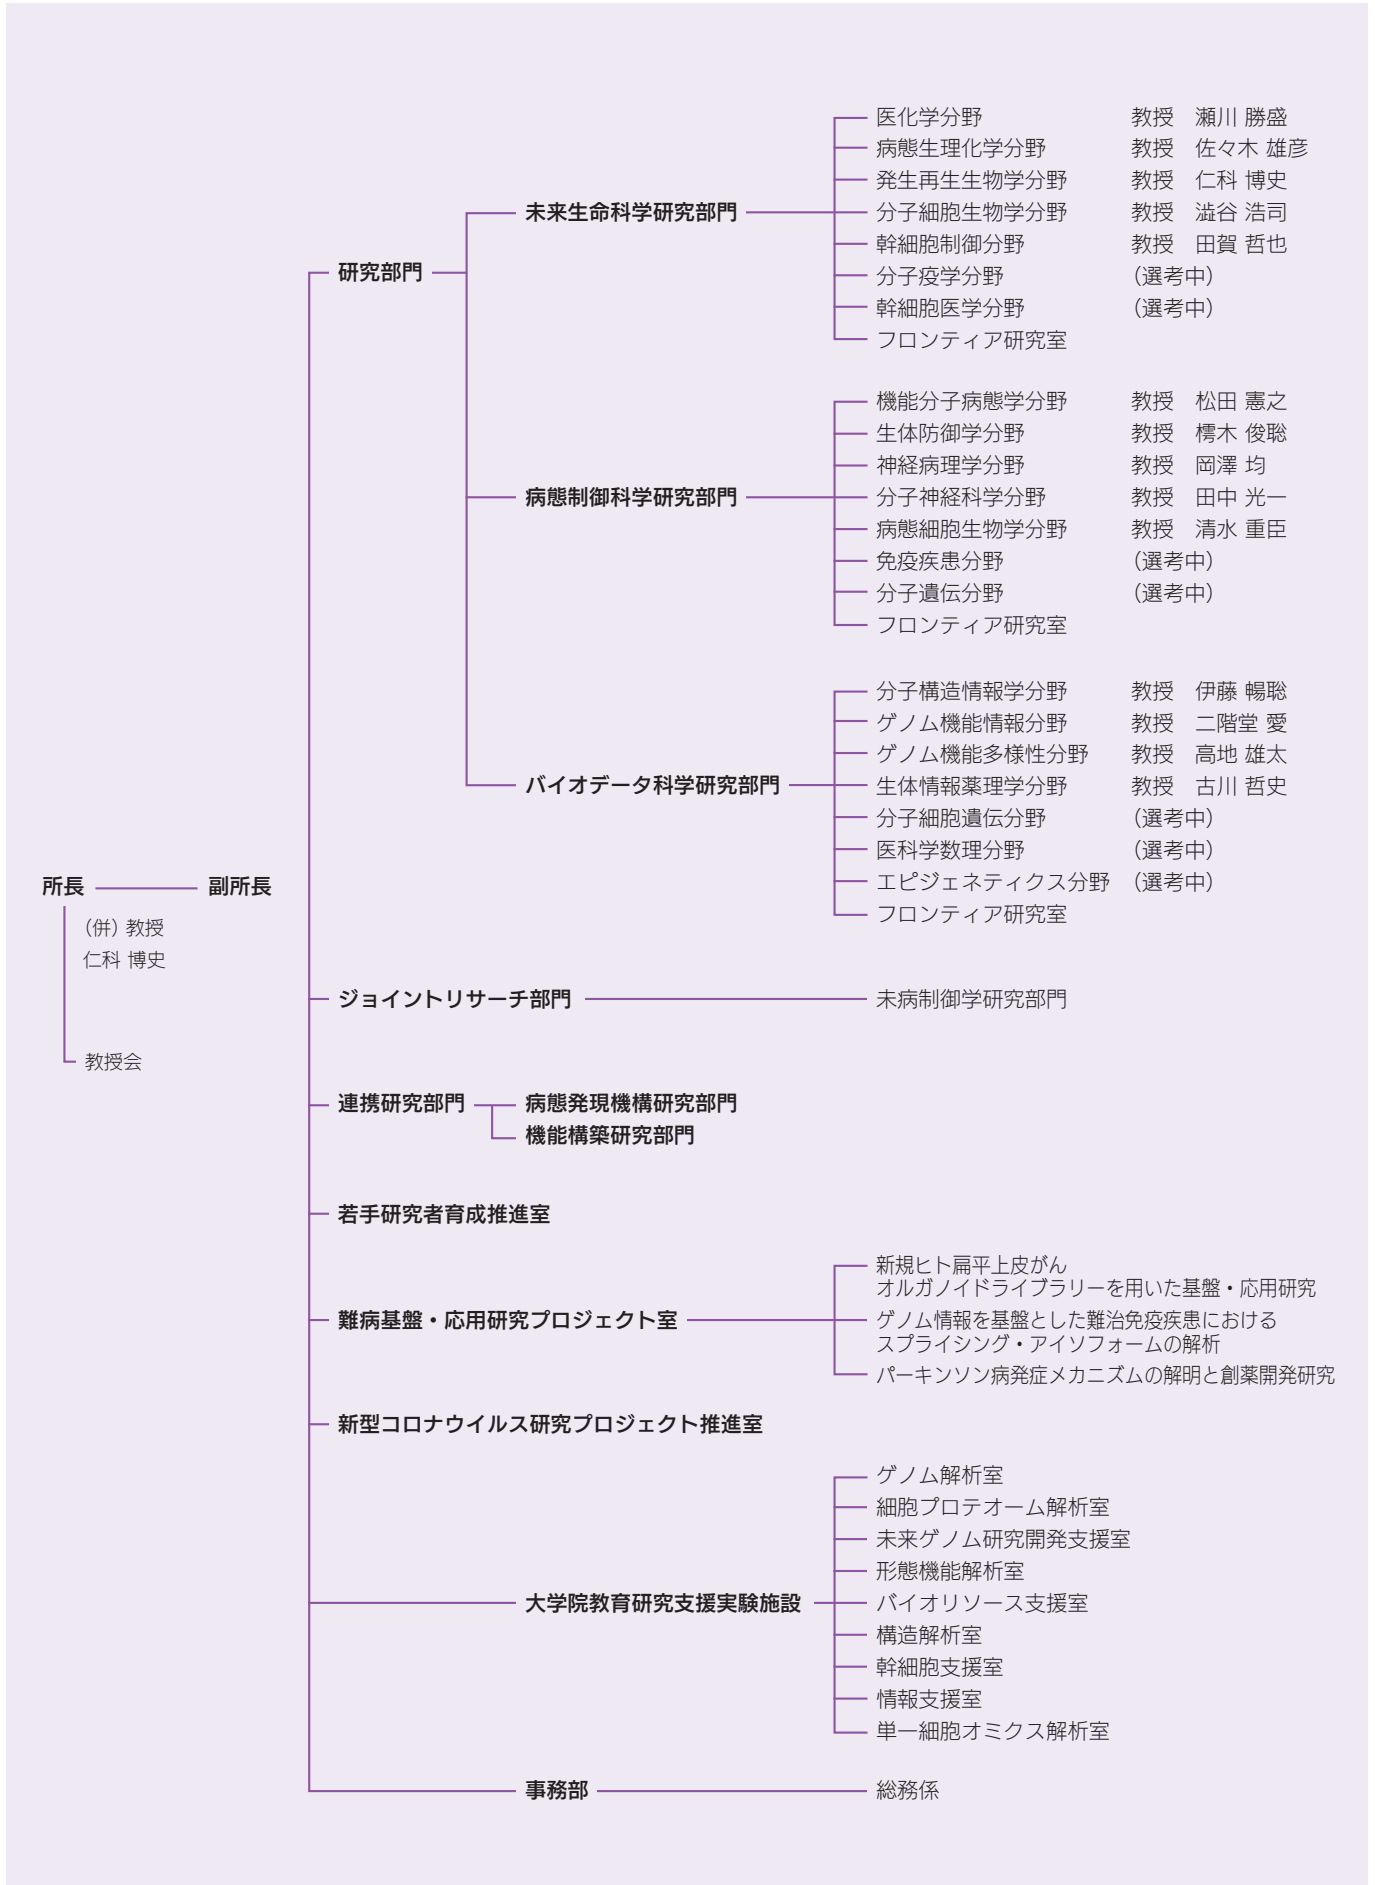 医化学分野 教授 瀬川 勝盛
病態生理化学分野 教授 佐々木 雄彦
発生再生生物学分野 教授 仁科 博史
未来生命科学研究部門 分子細胞生物学分野 教授 澁谷 浩司
幹細胞制御分野 教授 田賀 哲也
研究部門 分子疫学分野 (選考中)
幹細胞医学分野 (選考中)
フロンティア研究室
機能分子病態学分野 教授 松田 憲之
生体防御学分野 教授 樗木 俊聡
神経病理学分野 教授 岡澤 均
病態制御科学研究部門 分子神経科学分野 教授 田中 光一
病態細胞生物学分野 教授 清水 重臣
免疫疾患分野 (選考中)
分子遺伝分野 (選考中)
フロンティア研究室
分子構造情報学分野 教授 伊藤 暢聡
ゲノム機能情報分野 教授 二階堂 愛
ゲノム機能多様性分野 教授 高地 雄太
バイオデータ科学研究部門 生体情報薬理学分野 教授 古川 哲史
分子細胞遺伝分野 (選考中)
医科学数理分野 (選考中)
エピジェネティクス分野 (選考中)
フロンティア研究室
所長 副所長
(併) 教授
仁科 博史
教授会
ジョイントリサーチ部門 未病制御学研究部門
連携研究部門 病態発現機構研究部門
機能構築研究部門
若手研究者育成推進室
難病基盤・応用研究プロジェクト室
新規ヒト扁平上皮がん
オルガノイドライブラリーを用いた基盤・応用研究
ゲノム情報を基盤とした難治免疫疾患における
スプライシング・アイソフォームの解析
パーキンソン病発症メカニズムの解明と創薬開発研究
新型コロナウイルス研究プロジェクト推進室
大学院教育研究支援実験施設
ゲノム解析室
細胞プロテオーム解析室
未来ゲノム研究開発支援室
形態機能解析室
バイオリソース支援室
構造解析室
幹細胞支援室
情報支援室
単一細胞オミクス解析室
事務部 総務係